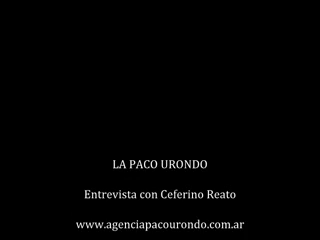 LA PACO URONDO
Entrevista con Ceferino Reato
www.agenciapacourondo.com.ar